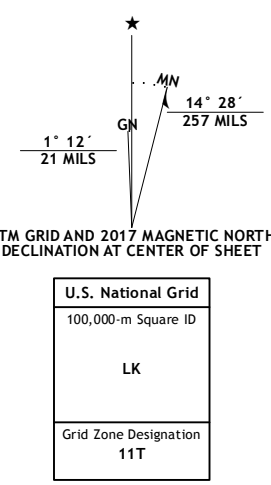 ★
MN
GN
14° 28´
257 MILS
1° 12´
21 MILS
TM GRID AND 2017 MAGNETIC NORTH
DECLINATION AT CENTER OF SHEET
U.S. National Grid
100,000-m Square ID
LK
Grid Zone Designation
11T